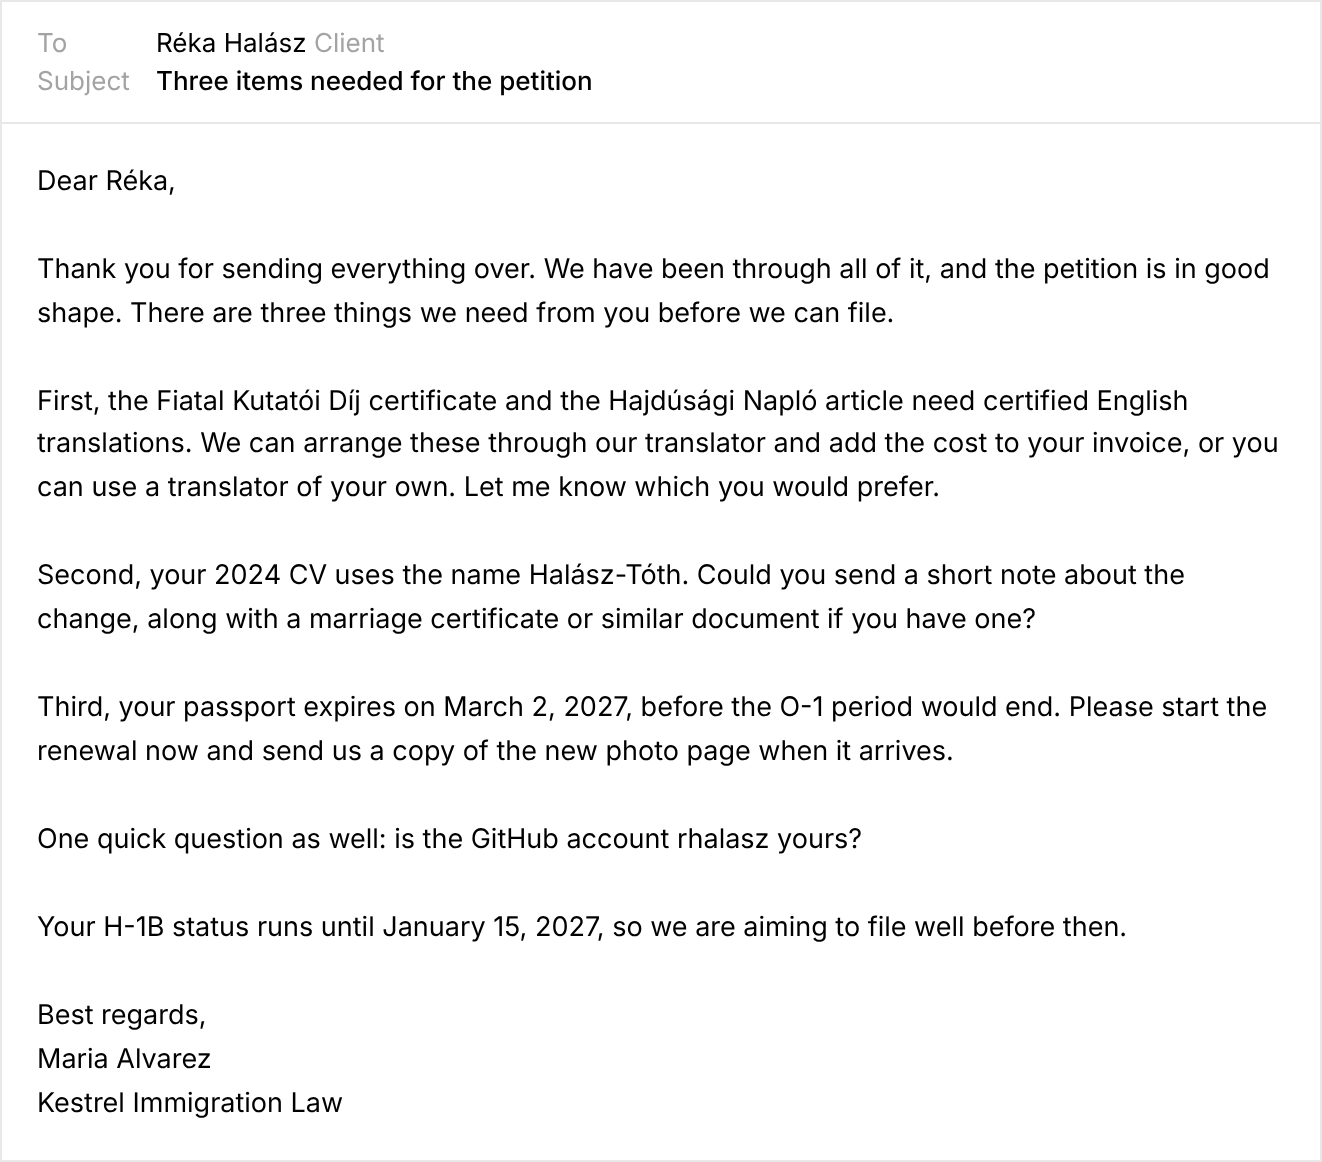 To Réka Halász Client
Subject Three items needed for the petition
Dear Réka,
Thank you for sending everything over. We have been through all of it, and the petition is in good
shape. There are three things we need from you before we can file.
First, the Fiatal Kutatói Díj certificate and the Hajdúsági Napló article need certified English
translations. We can arrange these through our translator and add the cost to your invoice, or you
can use a translator of your own. Let me know which you would prefer.
Second, your 2024 CV uses the name Halász-Tóth. Could you send a short note about the
change, along with a marriage certificate or similar document if you have one?
Third, your passport expires on March 2, 2027, before the O-1 period would end. Please start the
renewal now and send us a copy of the new photo page when it arrives.
One quick question as well: is the GitHub account rhalasz yours?
Your H-1B status runs until January 15, 2027, so we are aiming to file well before then.
Best regards,
Maria Alvarez
Kestrel Immigration Law